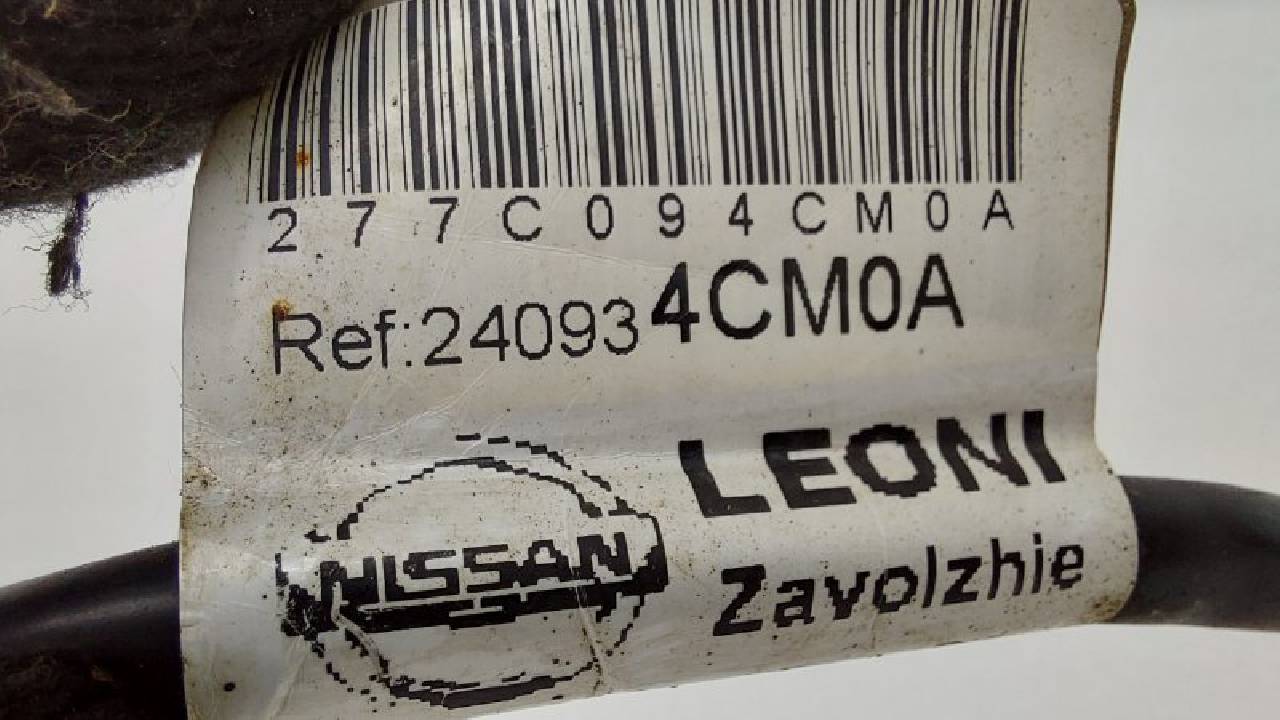 277C094CM0A
Ref:240934CM0A
LEONI
NISSAN
Zavolzhie